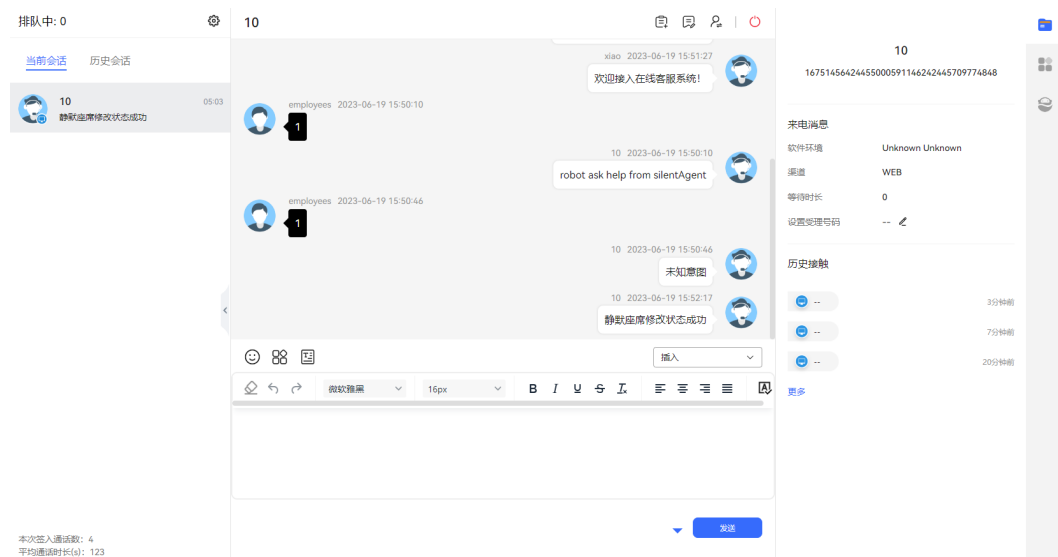 排队中: 0
当前会话 历史会话
10 05:03
静默座席修改状态成功
本次签入通话数: 4
平均通话时长(s): 123
10
xiao 2023-06-19 15:51:27
欢迎接入在线客服系统!
employees 2023-06-19 15:50:10
1
10 2023-06-19 15:50:10
robot ask help from silentAgent
employees 2023-06-19 15:50:46
1
10 2023-06-19 15:50:46
未知意图
10 2023-06-19 15:52:17
静默座席修改状态成功
插入
微软雅黑 16px B I U S Tx A
发送
10
1675145642445500059114624244570977​4848
来电消息
软件环境 Unknown Unknown
渠道 WEB
等待时长 0
设置受理号码 --
历史接触
-- 3分钟前
-- 7分钟前
-- 20分钟前
更多